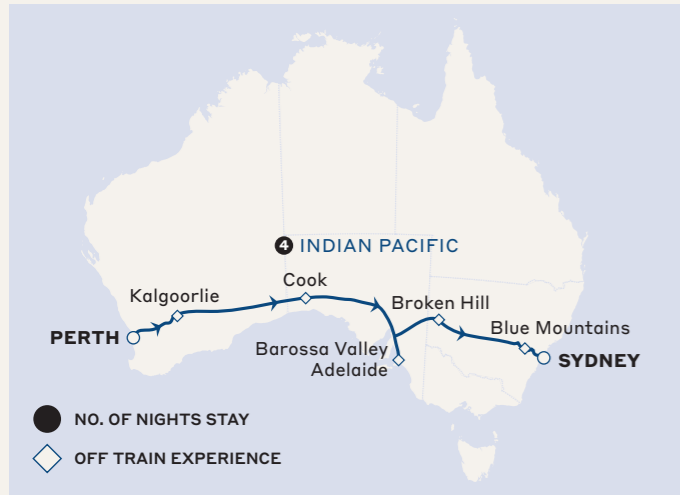 4 INDIAN PACIFIC
Cook
Kalgoorlie
Broken Hill
Blue Mountains
PERTH
Barossa Valley
Adelaide
SYDNEY
NO. OF NIGHTS STAY
OFF TRAIN EXPERIENCE